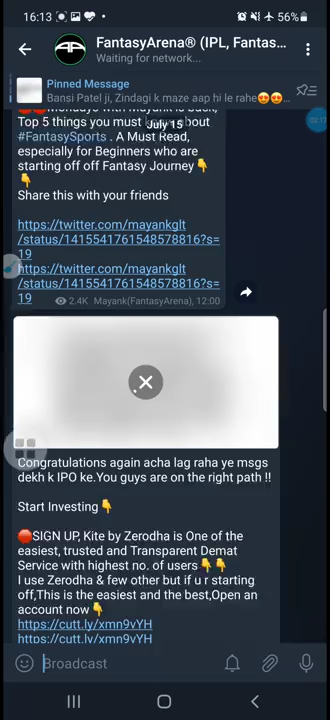 16:13
56%
FantasyArena® (IPL, Fantas...
Waiting for network...
Pinned Message
Bansi Patel ji, Zindagi k maze aap hi le rahe😍😍...
July 15
Top 5 things you must bout
#FantasySports . A Must Read,
especially for Beginners who are
starting off off Fantasy Journey👇
👇
Share this with your friends
https://twitter.com/mayankglt
/status/1415541761548578816?s=
19
https://twitter.com/mayankglt
/status/1415541761548578816?s=
19
2.4K Mayank(FantasyArena), 12:00
Congratulations again acha lag raha ye msgs
dekh k IPO ke.You guys are on the right path !!
Start Investing👇
🛑SIGN UP, Kite by Zerodha is One of the
easiest, trusted and Transparent Demat
Service with highest no. of users👇👇
I use Zerodha & few other but if u r starting
off,This is the easiest and the best,Open an
account now👇
https://cutt.ly/xmn9vYH
https://cutt.ly/xmn9vYH
Broadcast